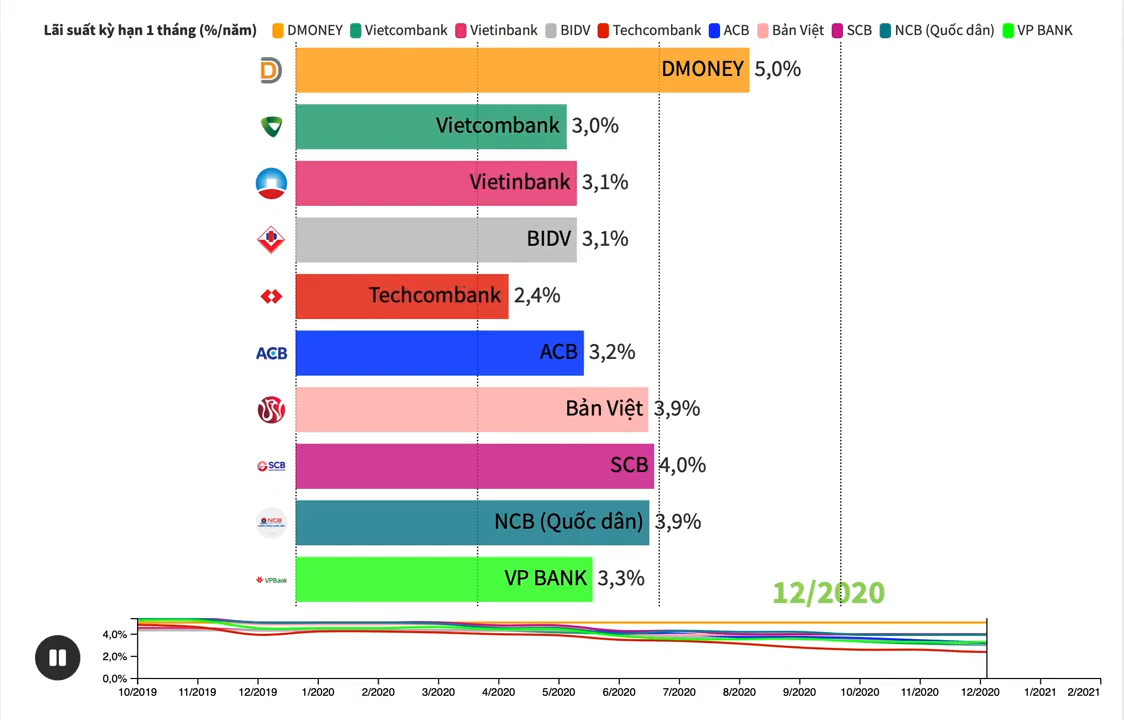 Lãi suất kỳ hạn 1 tháng (%/năm) DMONEY Vietcombank Vietinbank BIDV Techcombank ACB Bản Việt SCB NCB (Quốc dân) VP BANK
DMONEY 5,0%
Vietcombank 3,0%
Vietinbank 3,1%
BIDV 3,1%
Techcombank 2,4%
ACB ACB 3,2%
Bản Việt 3,9%
SCB SCB 4,0%
NCB NCB (Quốc dân) 3,9%
VPBank VP BANK 3,3%
12/2020
4,0%
2,0%
0,0%
10/2019 11/2019 12/2019 1/2020 2/2020 3/2020 4/2020 5/2020 6/2020 7/2020 8/2020 9/2020 10/2020 11/2020 12/2020 1/2021 2/2021